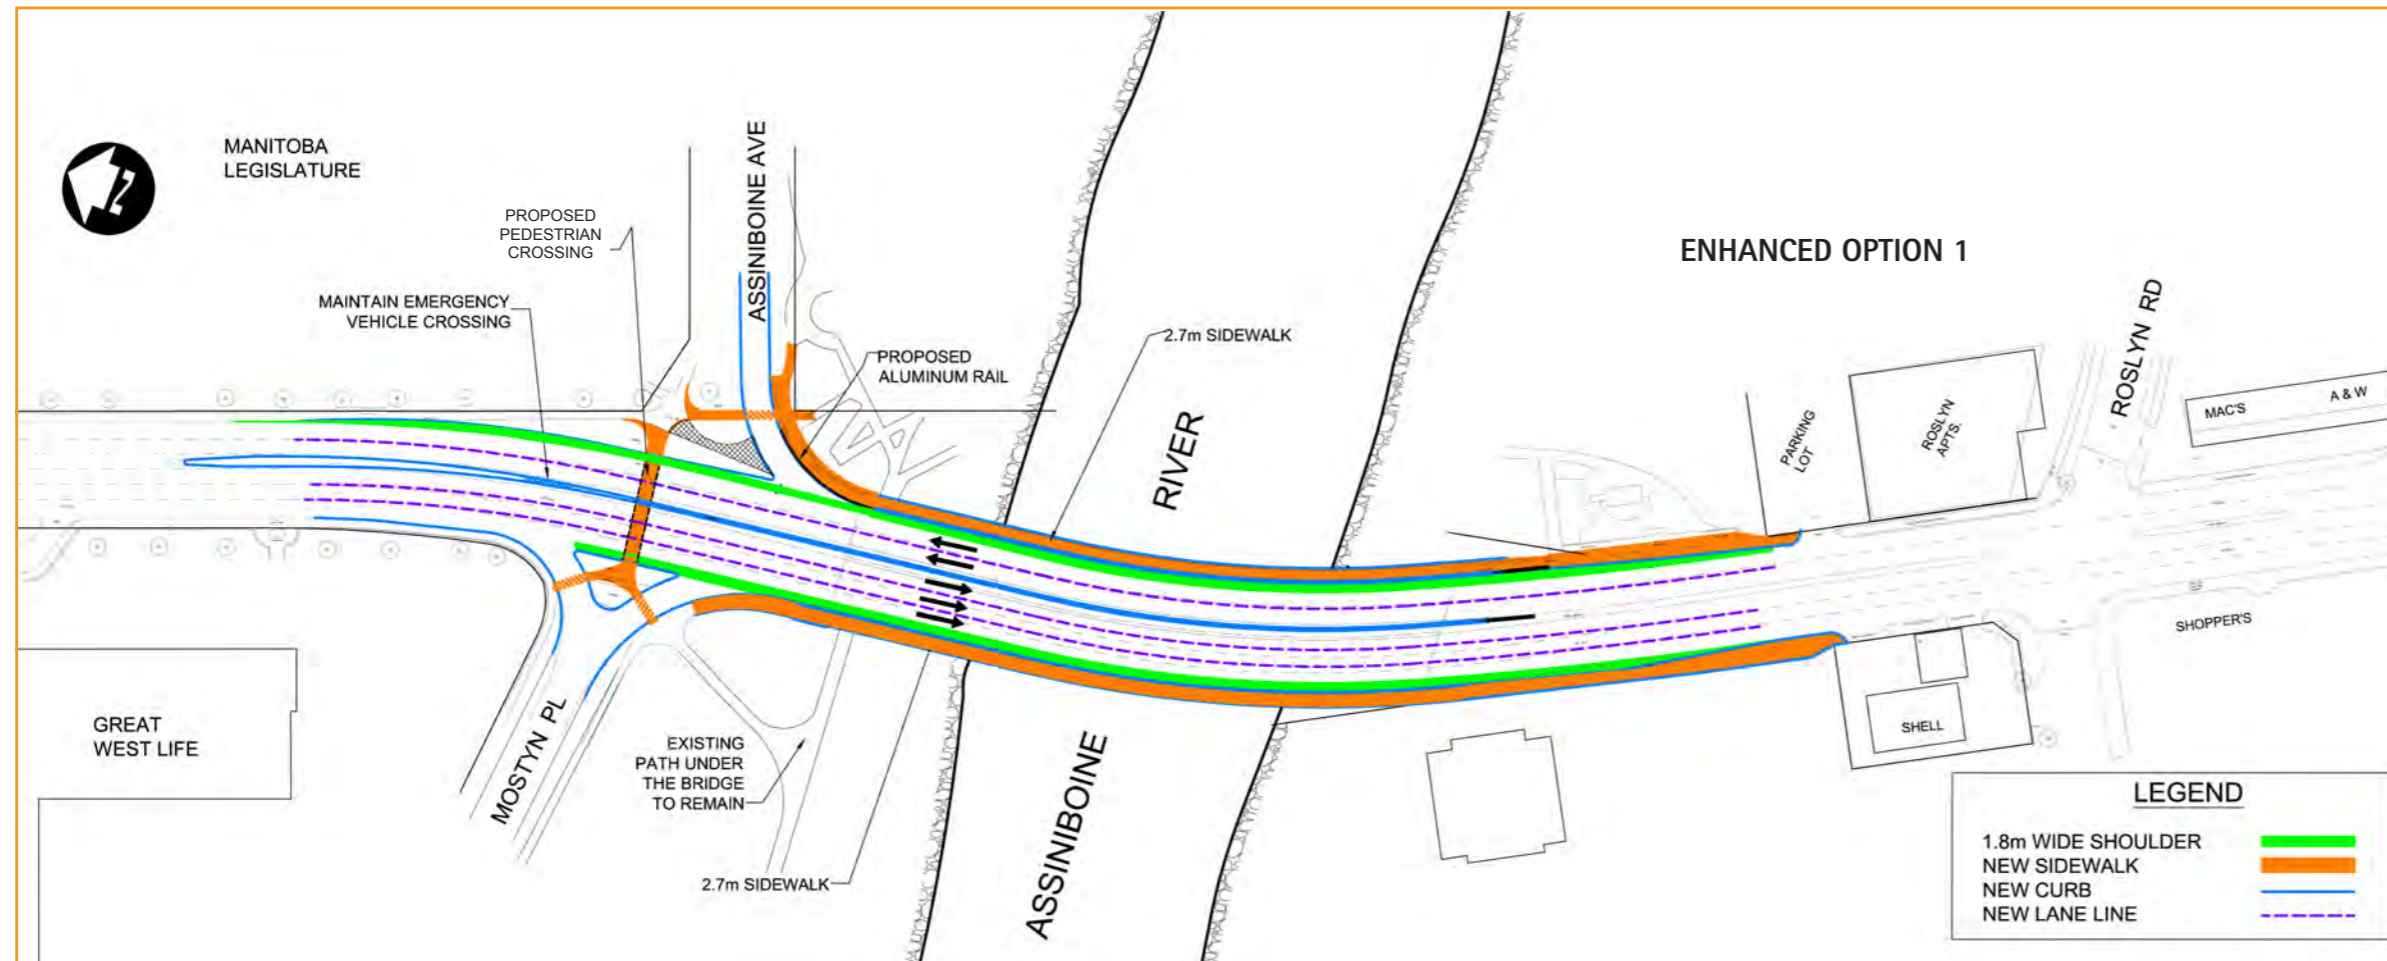 MANITOBA
LEGISLATURE
PROPOSED
PEDESTRIAN
CROSSING
MAINTAIN EMERGENCY
VEHICLE CROSSING
ASSINIBOINE AVE
PROPOSED
ALUMINUM RAIL
2.7m SIDEWALK
ENHANCED OPTION 1
RIVER
ASSINIBOINE
PARKING
LOT
ROSLYN
APTS.
ROSLYN RD
MAC'S
A & W
SHOPPER'S
SHELL
GREAT
WEST LIFE
MOSTYN PL
EXISTING
PATH UNDER
THE BRIDGE
TO REMAIN
2.7m SIDEWALK
LEGEND
1.8m WIDE SHOULDER
NEW SIDEWALK
NEW CURB
NEW LANE LINE